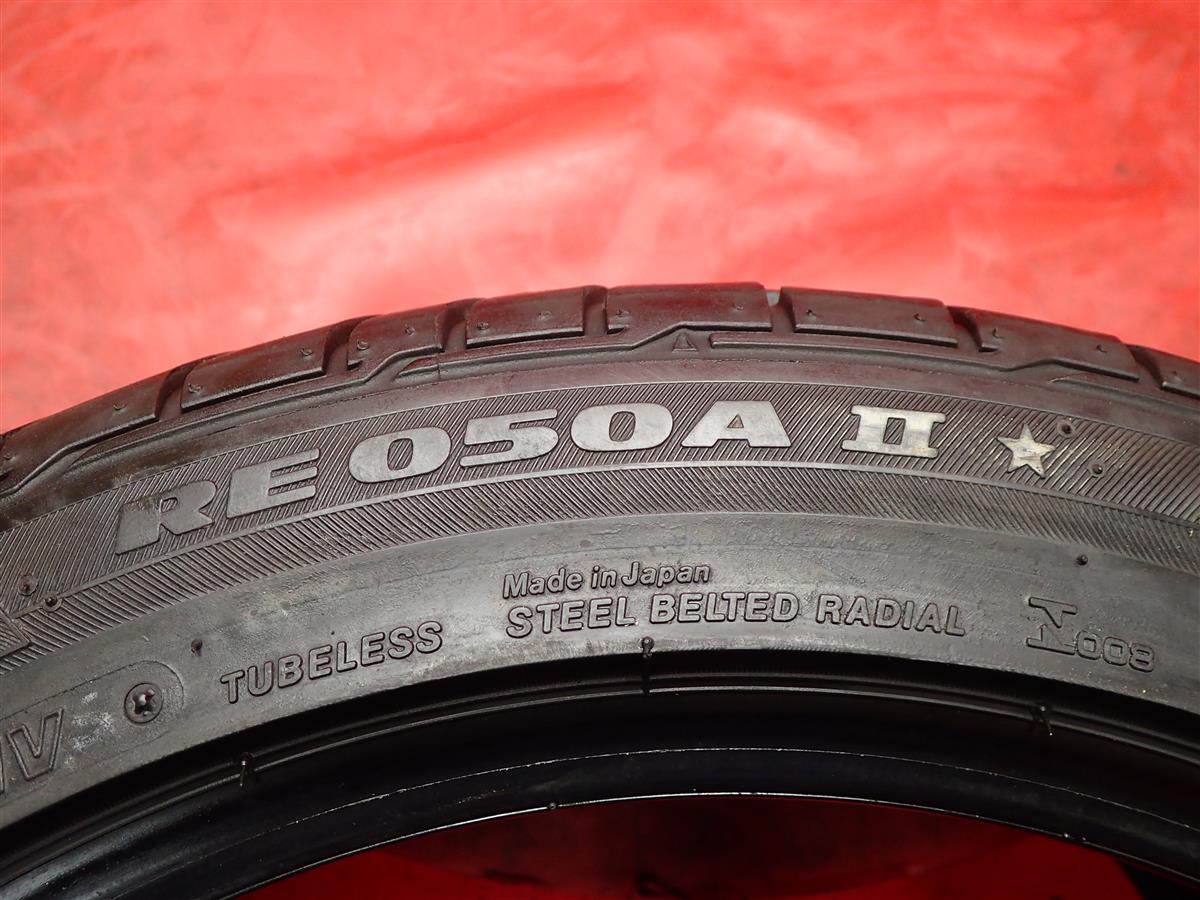 RE050A II ★
Made in Japan
TUBELESS STEEL BELTED RADIAL
008